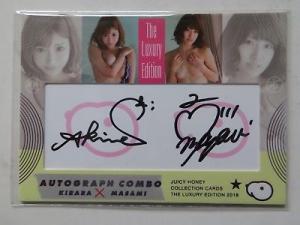 The
Luxury
Edition
AUTOGRAPH COMBO
KIRARA X MASAMI
JUICY HONEY
COLLECTION CARDS
THE LUXURY EDITION 2018